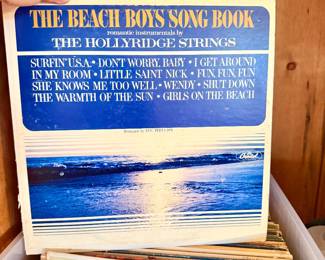 THE BEACH BOYS SONG BOOK
romantic instrumentals by
THE HOLLYRIDGE STRINGS
SURFIN' U.S.A. • DON'T WORRY, BABY • I GET AROUND
IN MY ROOM • LITTLE SAINT NICK • FUN, FUN, FUN
SHE KNOWS ME TOO WELL • WENDY • SHUT DOWN
THE WARMTH OF THE SUN • GIRLS ON THE BEACH
Capitol